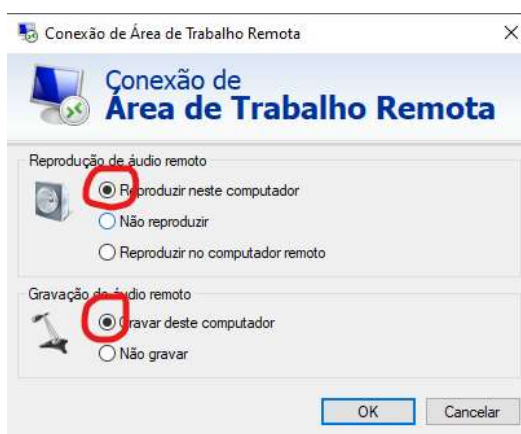 Conexão de Área de Trabalho Remota
Conexão de
Área de Trabalho Remota
Reprodução de áudio remoto
Reproduzir neste computador
Não reproduzir
Reproduzir no computador remoto
Gravação de áudio remoto
Gravar deste computador
Não gravar
OK
Cancelar